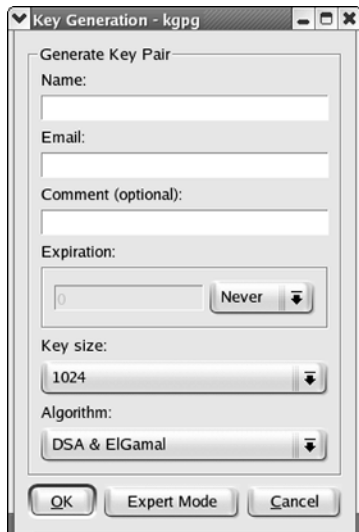 Key Generation - kgpg
Generate Key Pair
Name:
Email:
Comment (optional):
Expiration:
0 Never
Key size:
1024
Algorithm:
DSA & ElGamal
OK Expert Mode Cancel